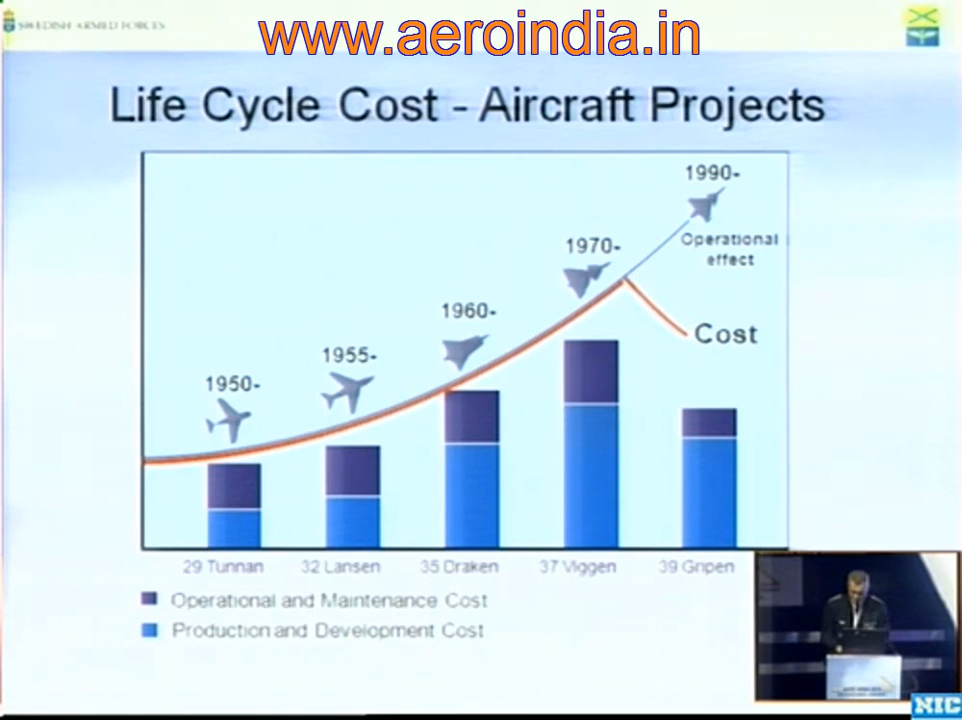 SWEDISH ARMED FORCES
www.aeroindia.in
Life Cycle Cost - Aircraft Projects
1990-
Operational
effect
1970-
Cost
1960-
1955-
1950-
29 Tunnan 32 Lansen 35 Draken 37 Viggen 39 Gripen
Operational and Maintenance Cost
Production and Development Cost
NIC